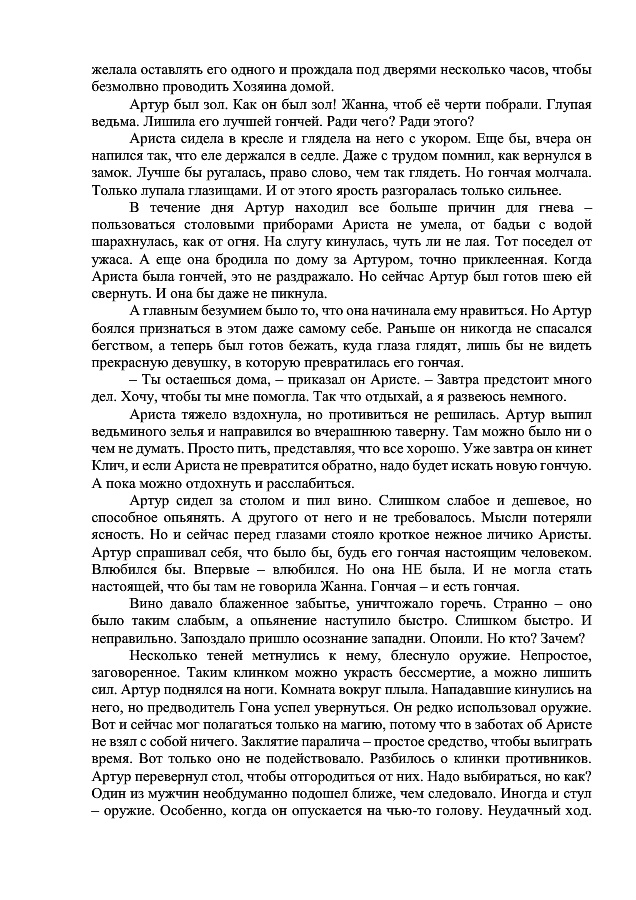 желала оставлять его одного и прождала под дверями несколько часов, чтобы
безмолвно проводить Хозяина домой.
Артур был зол. Как он был зол! Жанна, чтоб её черти побрали. Глупая
ведьма. Лишила его лучшей гончей. Ради чего? Ради этого?
Ариста сидела в кресле и глядела на него с укором. Еще бы, вчера он
напился так, что еле держался в седле. Даже с трудом помнил, как вернулся в
замок. Лучше бы ругалась, право слово, чем так глядеть. Но гончая молчала.
Только лупала глазищами. И от этого ярость разгоралась только сильнее.
В течение дня Артур находил все больше причин для гнева –
пользоваться столовыми приборами Ариста не умела, от бадьи с водой
шарахнулась, как от огня. На слугу кинулась, чуть ли не лая. Тот поседел от
ужаса. А еще она бродила по дому за Артуром, точно приклеенная. Когда
Ариста была гончей, это не раздражало. Но сейчас Артур был готов шею ей
свернуть. И она бы даже не пикнула.
А главным безумием было то, что она начинала ему нравиться. Но Артур
боялся признаться в этом даже самому себе. Раньше он никогда не спасался
бегством, а теперь был готов бежать, куда глаза глядят, лишь бы не видеть
прекрасную девушку, в которую превратилась его гончая.
– Ты остаешься дома, – приказал он Аристе. – Завтра предстоит много
дел. Хочу, чтобы ты мне помогла. Так что отдыхай, а я развеюсь немного.
Ариста тяжело вздохнула, но противиться не решилась. Артур выпил
ведьминого зелья и направился во вчерашнюю таверну. Там можно было ни о
чем не думать. Просто пить, представляя, что все хорошо. Уже завтра он кинет
Клич, и если Ариста не превратится обратно, надо будет искать новую гончую.
А пока можно отдохнуть и расслабиться.
Артур сидел за столом и пил вино. Слишком слабое и дешевое, но
способное опьянять. А другого от него и не требовалось. Мысли потеряли
ясность. Но и сейчас перед глазами стояло кроткое нежное личико Аристы.
Артур спрашивал себя, что было бы, будь его гончая настоящим человеком.
Влюбился бы. Впервые – влюбился. Но она НЕ была. И не могла стать
настоящей, что бы там не говорила Жанна. Гончая – и есть гончая.
Вино давало блаженное забытье, уничтожало горечь. Странно – оно
было таким слабым, а опьянение наступило быстро. Слишком быстро. И
неправильно. Запоздало пришло осознание западни. Опоили. Но кто? Зачем?
Несколько теней метнулись к нему, блеснуло оружие. Непростое,
заговоренное. Таким клинком можно украсть бессмертие, а можно лишить
сил. Артур поднялся на ноги. Комната вокруг плыла. Нападавшие кинулись на
него, но предводитель Гона успел увернуться. Он редко использовал оружие.
Вот и сейчас мог полагаться только на магию, потому что в заботах об Аристе
не взял с собой ничего. Заклятие паралича – простое средство, чтобы выиграть
время. Вот только оно не подействовало. Разбилось о клинки противников.
Артур перевернул стол, чтобы отгородиться от них. Надо выбираться, но как?
Один из мужчин необдуманно подошел ближе, чем следовало. Иногда и стул
– оружие. Особенно, когда он опускается на чью-то голову. Неудачный ход.